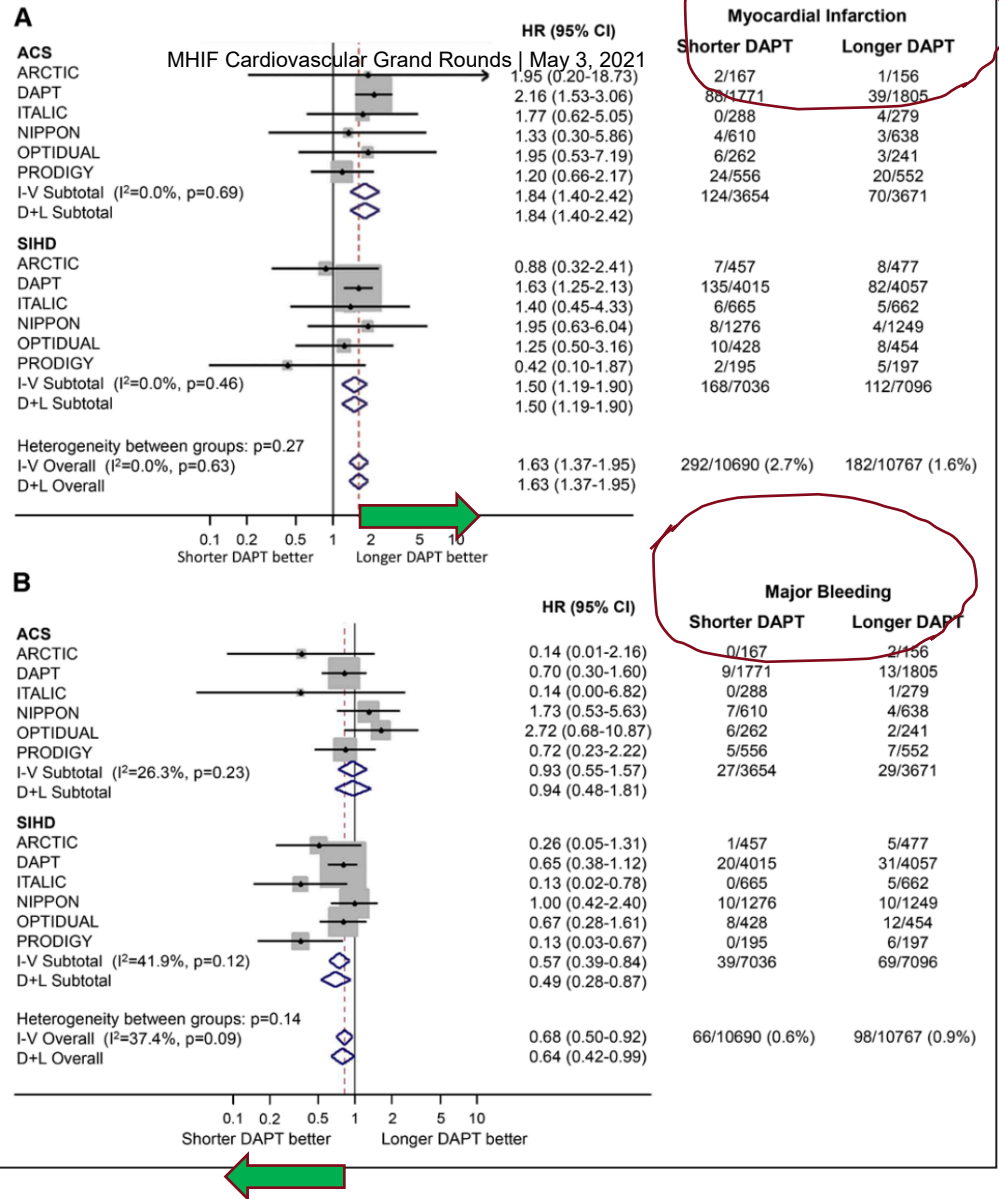 A
HR (95% CI)
Myocardial Infarction
Shorter DAPT Longer DAPT
MHIF Cardiovascular Grand Rounds | May 3, 2021
ACS
ARCTIC 1.95 (0.20-18.73) 2/167 1/156
DAPT 2.16 (1.53-3.06) 88/1771 39/1805
ITALIC 1.77 (0.62-5.05) 0/288 4/279
NIPPON 1.33 (0.30-5.86) 4/610 3/638
OPTIDUAL 1.95 (0.53-7.19) 6/262 3/241
PRODIGY 1.20 (0.66-2.17) 24/556 20/552
I-V Subtotal (I²=0.0%, p=0.69) 1.84 (1.40-2.42) 124/3654 70/3671
D+L Subtotal 1.84 (1.40-2.42)
SIHD
ARCTIC 0.88 (0.32-2.41) 7/457 8/477
DAPT 1.63 (1.25-2.13) 135/4015 82/4057
ITALIC 1.40 (0.45-4.33) 6/665 5/662
NIPPON 1.95 (0.63-6.04) 8/1276 4/1249
OPTIDUAL 1.25 (0.50-3.16) 10/428 8/454
PRODIGY 0.42 (0.10-1.87) 2/195 5/197
I-V Subtotal (I²=0.0%, p=0.46) 1.50 (1.19-1.90) 168/7036 112/7096
D+L Subtotal 1.50 (1.19-1.90)
Heterogeneity between groups: p=0.27
I-V Overall (I²=0.0%, p=0.63) 1.63 (1.37-1.95) 292/10690 (2.7%) 182/10767 (1.6%)
D+L Overall 1.63 (1.37-1.95)
0.1 0.2 0.5 1 2 5 10
Shorter DAPT better Longer DAPT better
B
HR (95% CI)
Major Bleeding
Shorter DAPT Longer DAPT
ACS
ARCTIC 0.14 (0.01-2.16) 0/167 2/156
DAPT 0.70 (0.30-1.60) 9/1771 13/1805
ITALIC 0.14 (0.00-6.82) 0/288 1/279
NIPPON 1.73 (0.53-5.63) 7/610 4/638
OPTIDUAL 2.72 (0.68-10.87) 6/262 2/241
PRODIGY 0.72 (0.23-2.22) 5/556 7/552
I-V Subtotal (I²=26.3%, p=0.23) 0.93 (0.55-1.57) 27/3654 29/3671
D+L Subtotal 0.94 (0.48-1.81)
SIHD
ARCTIC 0.26 (0.05-1.31) 1/457 5/477
DAPT 0.65 (0.38-1.12) 20/4015 31/4057
ITALIC 0.13 (0.02-0.78) 0/665 5/662
NIPPON 1.00 (0.42-2.40) 10/1276 10/1249
OPTIDUAL 0.67 (0.28-1.61) 8/428 12/454
PRODIGY 0.13 (0.03-0.67) 0/195 6/197
I-V Subtotal (I²=41.9%, p=0.12) 0.57 (0.39-0.84) 39/7036 69/7096
D+L Subtotal 0.49 (0.28-0.87)
Heterogeneity between groups: p=0.14
I-V Overall (I²=37.4%, p=0.09) 0.68 (0.50-0.92) 66/10690 (0.6%) 98/10767 (0.9%)
D+L Overall 0.64 (0.42-0.99)
0.1 0.2 0.5 1 2 5 10
Shorter DAPT better Longer DAPT better